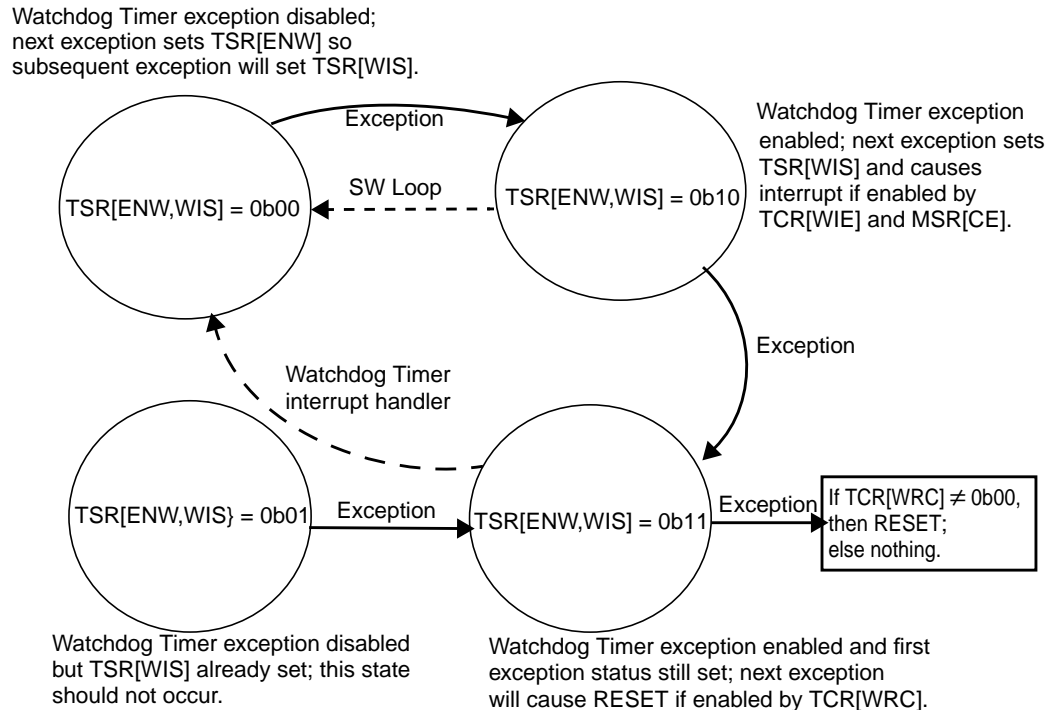 Watchdog Timer exception disabled;
next exception sets TSR[ENW] so
subsequent exception will set TSR[WIS].
Exception
Watchdog Timer exception
enabled; next exception sets
TSR[WIS] and causes
interrupt if enabled by
TCR[WIE] and MSR[CE].
SW Loop
TSR[ENW,WIS] = 0b00
TSR[ENW,WIS] = 0b10
Exception
Watchdog Timer
interrupt handler
TSR[ENW,WIS} = 0b01
Exception
TSR[ENW,WIS] = 0b11
Exception
If TCR[WRC] ≠ 0b00,
then RESET;
else nothing.
Watchdog Timer exception disabled
but TSR[WIS] already set; this state
should not occur.
Watchdog Timer exception enabled and first
exception status still set; next exception
will cause RESET if enabled by TCR[WRC].